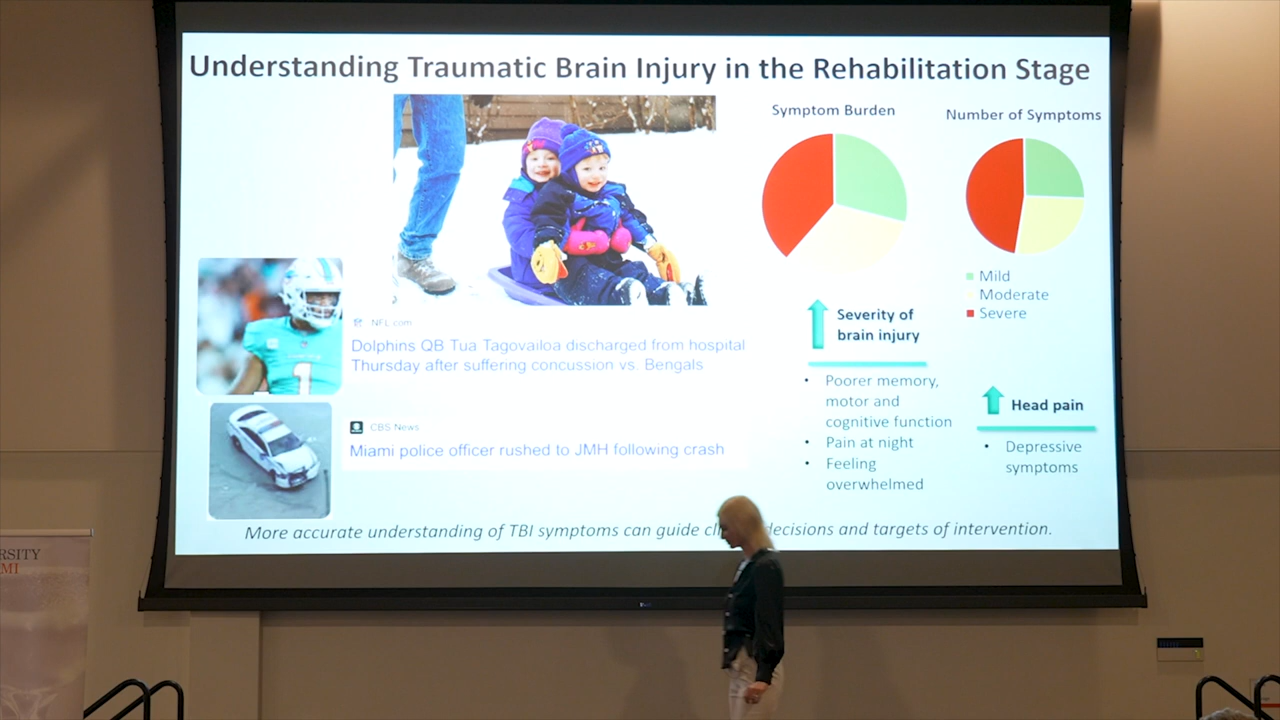 Understanding Traumatic Brain Injury in the Rehabilitation Stage
Symptom Burden
Number of Symptoms
Mild
Moderate
Severe
NFL.com
Dolphins QB Tua Tagovailoa discharged from hospital
Thursday after suffering concussion vs. Bengals
CBS News
Miami police officer rushed to JMH following crash
Severity of
brain injury
• Poorer memory,
motor and
cognitive function
• Pain at night
• Feeling
overwhelmed
Head pain
• Depressive
symptoms
More accurate understanding of TBI symptoms can guide decisions and targets of intervention.
RSITY
MI
1